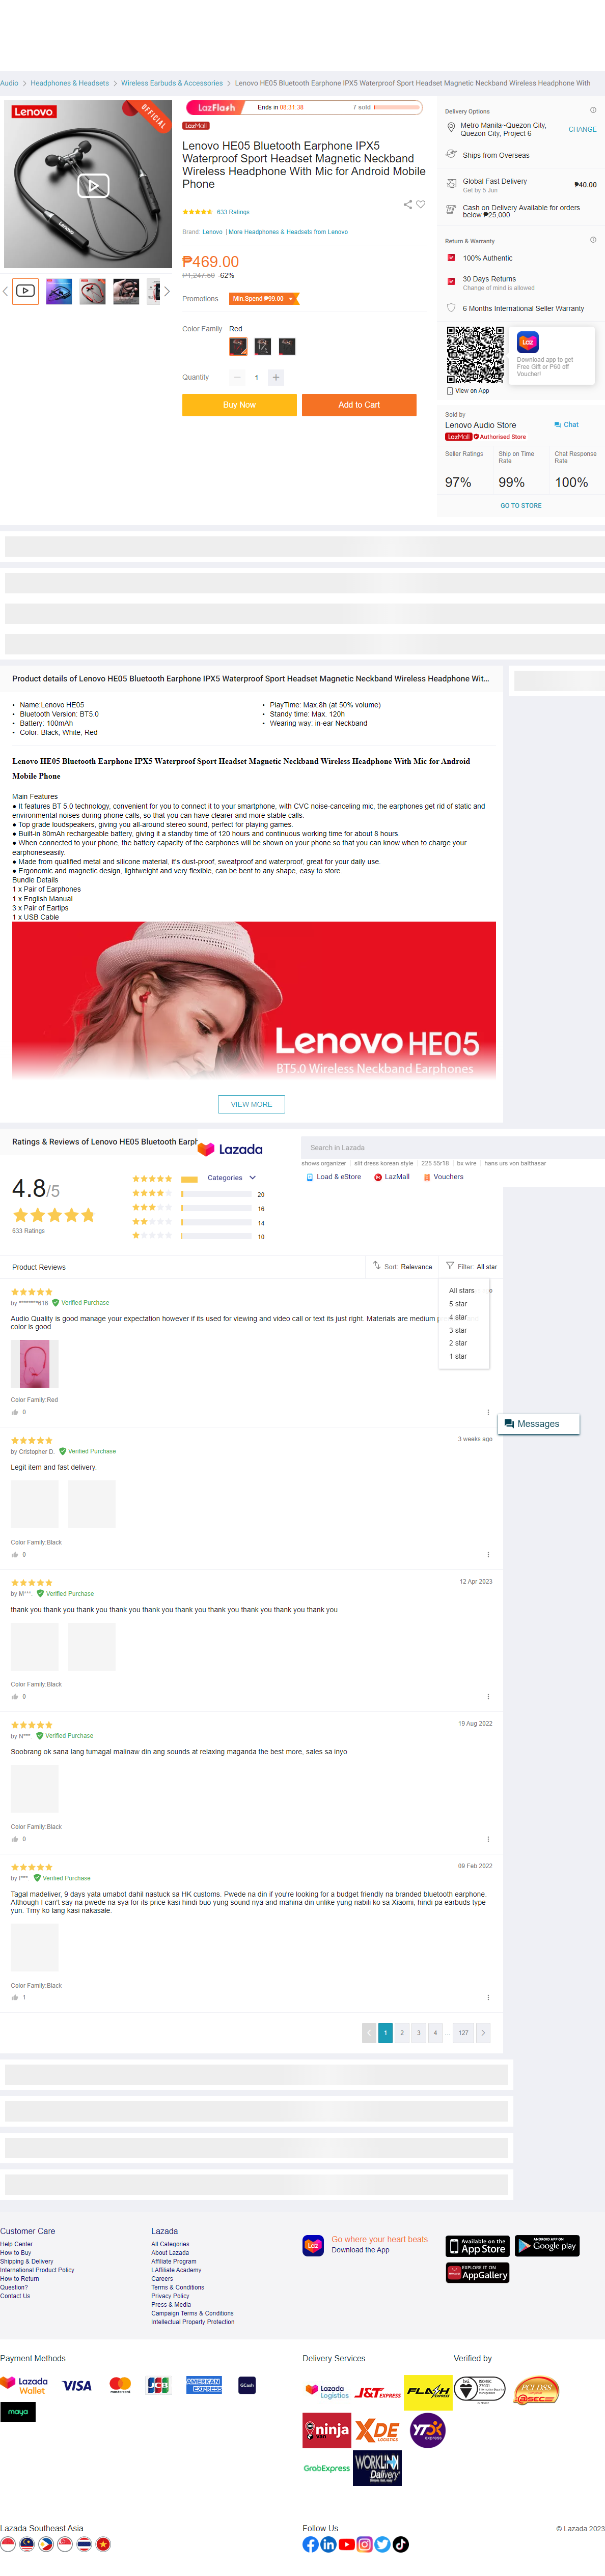 Audio > Headphones & Headsets > Wireless Earbuds & Accessories > Lenovo HE05 Bluetooth Earphone IPX5 Waterproof Sport Headset Magnetic Neckband Wireless Headphone With
Lenovo
OFFICIAL
LazFlash
Ends in 08:31:38
7 sold
LazMall
Lenovo HE05 Bluetooth Earphone IPX5
Waterproof Sport Headset Magnetic Neckband
Wireless Headphone With Mic for Android Mobile
Phone
633 Ratings
Brand: Lenovo | More Headphones & Headsets from Lenovo
₱469.00
₱1,247.50 -62%
Promotions
Min.Spend ₱99.00
Color Family Red
Quantity
1
Buy Now
Add to Cart
Delivery Options
Metro Manila~Quezon City,
Quezon City, Project 6
CHANGE
Ships from Overseas
Global Fast Delivery
₱40.00
Get by 5 Jun
Cash on Delivery Available for orders
below ₱25,000
Return & Warranty
100% Authentic
30 Days Returns
Change of mind is allowed
6 Months International Seller Warranty
Laz
Download app to get
Free Gift or P60 off
Voucher!
View on App
Sold by
Lenovo Audio Store
Chat
LazMall Authorised Store
Seller Ratings
Ship on Time
Rate
Chat Response
Rate
97%
99%
100%
GO TO STORE
Product details of Lenovo HE05 Bluetooth Earphone IPX5 Waterproof Sport Headset Magnetic Neckband Wireless Headphone Wit...
• Name:Lenovo HE05
• PlayTime: Max.8h (at 50% volume)
• Bluetooth Version: BT5.0
• Standy time: Max. 120h
• Battery: 100mAh
• Wearing way: in-ear Neckband
• Color: Black, White, Red
Lenovo HE05 Bluetooth Earphone IPX5 Waterproof Sport Headset Magnetic Neckband Wireless Headphone With Mic for Android
Mobile Phone
Main Features
● It features BT 5.0 technology, convenient for you to connect it to your smartphone, with CVC noise-canceling mic, the earphones get rid of static and
environmental noises during phone calls, so that you can have clearer and more stable calls.
● Top grade loudspeakers, giving you all-around stereo sound, perfect for playing games.
● Built-in 80mAh rechargeable battery, giving it a standby time of 120 hours and continuous working time for about 8 hours.
● When connected to your phone, the battery capacity of the earphones will be shown on your phone so that you can know when to charge your
earphoneseasily.
● Made from qualified metal and silicone material, it's dust-proof, sweatproof and waterproof, great for your daily use.
● Ergonomic and magnetic design, lightweight and very flexible, can be bent to any shape, easy to store.
Bundle Details
1 x Pair of Earphones
1 x English Manual
3 x Pair of Eartips
1 x USB Cable
Lenovo HE05
BT5.0 Wireless Neckband Earphones
VIEW MORE
Ratings & Reviews of Lenovo HE05 Bluetooth Earpl
Lazada
Search in Lazada
shows organizer
slit dress korean style
225 55r18
bx wire
hans urs von balthasar
Categories
Load & eStore
LazMall
Vouchers
4.8/5
633 Ratings
20
16
14
10
Product Reviews
Sort: Relevance
Filter: All star
All stars
5 star
4 star
3 star
2 star
1 star
by ********616 Verified Purchase
Audio Quality is good manage your expectation however if its used for viewing and video call or text its just right. Materials are medium
color is good
Color Family:Red
0
3 weeks ago
by Cristopher D. Verified Purchase
Legit item and fast delivery.
Color Family:Black
0
12 Apr 2023
by M***. Verified Purchase
thank you thank you thank you thank you thank you thank you thank you thank you thank you thank you
Color Family:Black
0
19 Aug 2022
by N***. Verified Purchase
Soobrang ok sana lang tumagal malinaw din ang sounds at relaxing maganda the best more, sales sa inyo
Color Family:Black
0
09 Feb 2022
by I***. Verified Purchase
Tagal madeliver, 9 days yata umabot dahil nastuck sa HK customs. Pwede na din if you're looking for a budget friendly na branded bluetooth earphone.
Although I can't say na pwede na sya for its price kasi hindi buo yung sound nya and mahina din unlike yung nabili ko sa Xiaomi, hindi pa earbuds type
yun. Trny ko lang kasi nakasale.
Color Family:Black
1
Messages
1 2 3 4 ... 127
Customer Care
Help Center
How to Buy
Shipping & Delivery
International Product Policy
How to Return
Question?
Contact Us
Lazada
All Categories
About Lazada
Affiliate Program
LAffiliate Academy
Careers
Terms & Conditions
Privacy Policy
Press & Media
Campaign Terms & Conditions
Intellectual Property Protection
Laz
Go where your heart beats
Download the App
Available on the
App Store
ANDROID APP ON
Google play
EXPLORE IT ON
AppGallery
Payment Methods
Lazada
Wallet
VISA
mastercard
JCB
AMERICAN
EXPRESS
GCash
maya
Delivery Services
Lazada
Logistics
J&T EXPRESS
FLASH
EXPRESS
ninja
van
XDE
LOGISTICS
YTO
express
GrabExpress
WORKLINK
Delivery
Verified by
PCI DSS
@SEC
Lazada Southeast Asia
Follow Us
© Lazada 2023